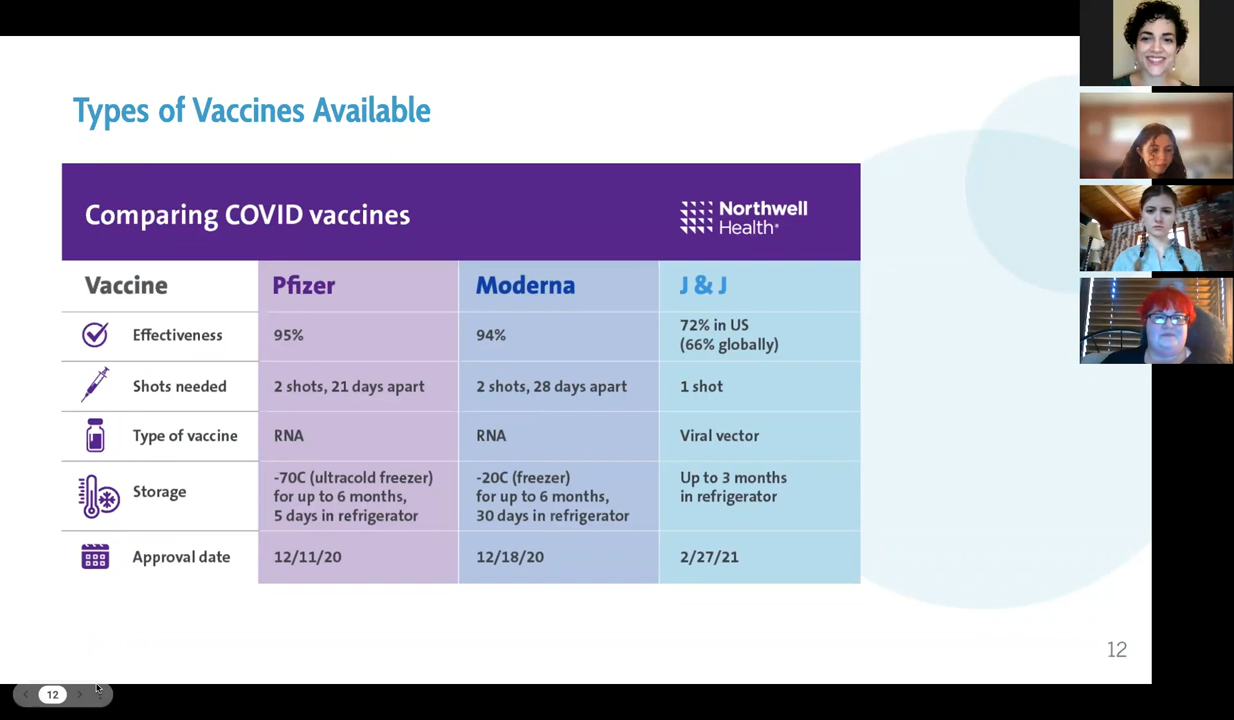 Types of Vaccines Available
Comparing COVID vaccines
Northwell
Health®
Vaccine Pfizer Moderna J & J
Effectiveness 95% 94% 72% in US
(66% globally)
Shots needed 2 shots, 21 days apart 2 shots, 28 days apart 1 shot
Type of vaccine RNA RNA Viral vector
Storage -70C (ultracold freezer) -20C (freezer) Up to 3 months
for up to 6 months, for up to 6 months, in refrigerator
5 days in refrigerator 30 days in refrigerator
Approval date 12/11/20 12/18/20 2/27/21
12
12